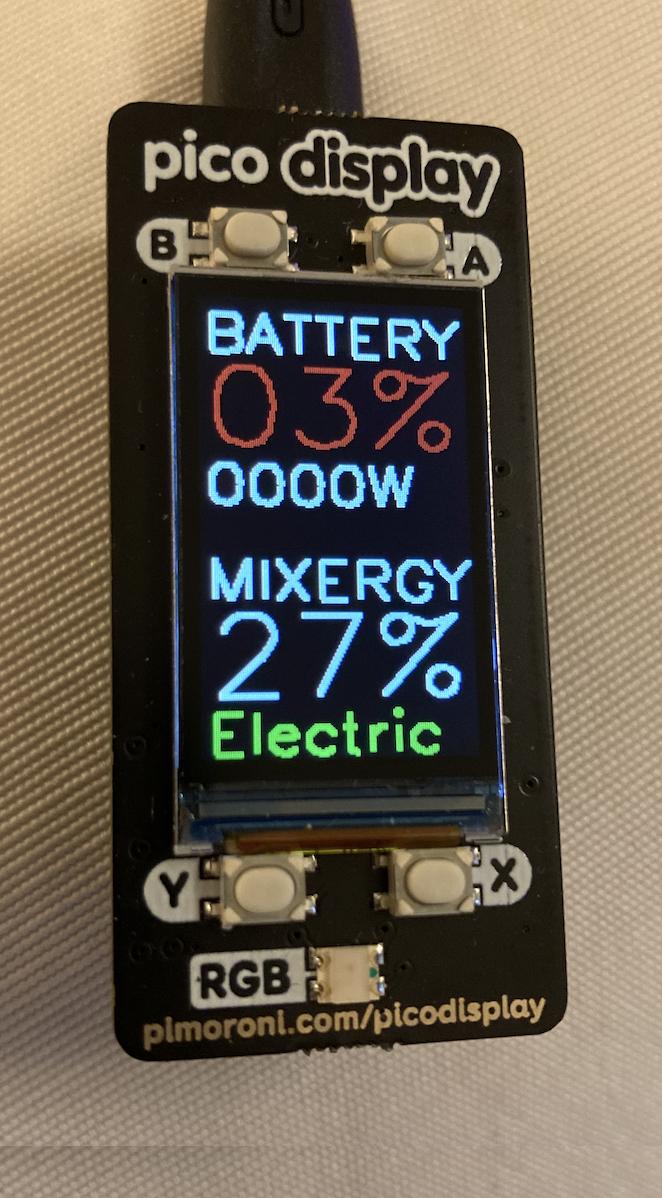 pico display
B
A
BATTERY
03%
0000W
MIXERGY
27%
Electric
Y
X
RGB
pimoroni.com/picodisplay